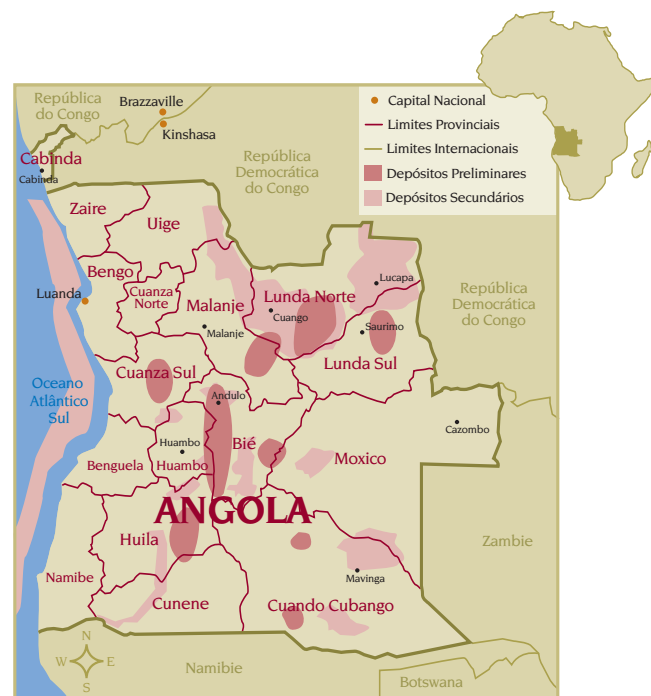 Capital Nacional
Limites Provinciais
Limites Internacionais
Depósitos Preliminares
Depósitos Secundários
República
do Congo
Brazzaville
Kinshasa
Cabinda
Cabinda
República
Democrática
do Congo
Zaire
Uige
Bengo
Luanda
Cuanza
Norte
Malanje
Malanje
Lunda Norte
Cuango
Lucapa
Saurimo
Lunda Sul
República
Democrática
do Congo
Cuanza Sul
Oceano
Atlântico
Sul
Andulo
Huambo
Huambo
Bié
Benguela
Moxico
Cazombo
ANGOLA
Huila
Zambie
Namibe
Cunene
Mavinga
Cuando Cubango
N
W E
S
Namibie
Botswana